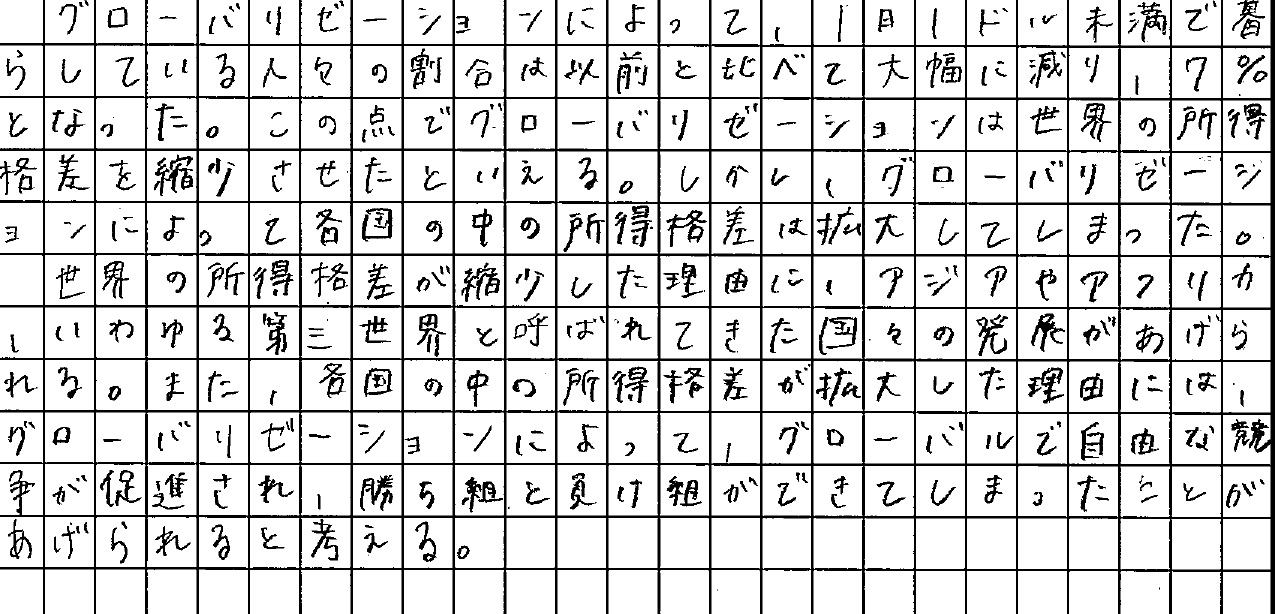 グローバリゼーションによって,1日1ドル未満で暮
らしている人々の割合は以前と比べて大幅に減り,7%
となった。この点でグローバリゼーションは世界の所得
格差を縮少させたといえる。しかし,グローバリゼーシ
ョンによって各国の中の所得格差は拡大してしまった。
世界の所得格差が縮少した理由に,アジアやアフリカ
,いわゆる第三世界と呼ばれてきた国々の発展があげら
れる。また,各国の中の所得格差が拡大した理由には,
グローバリゼーションによって,グローバルで自由な競
争が促進され,勝ち組と負け組ができてしまったことが
あげられると考える。